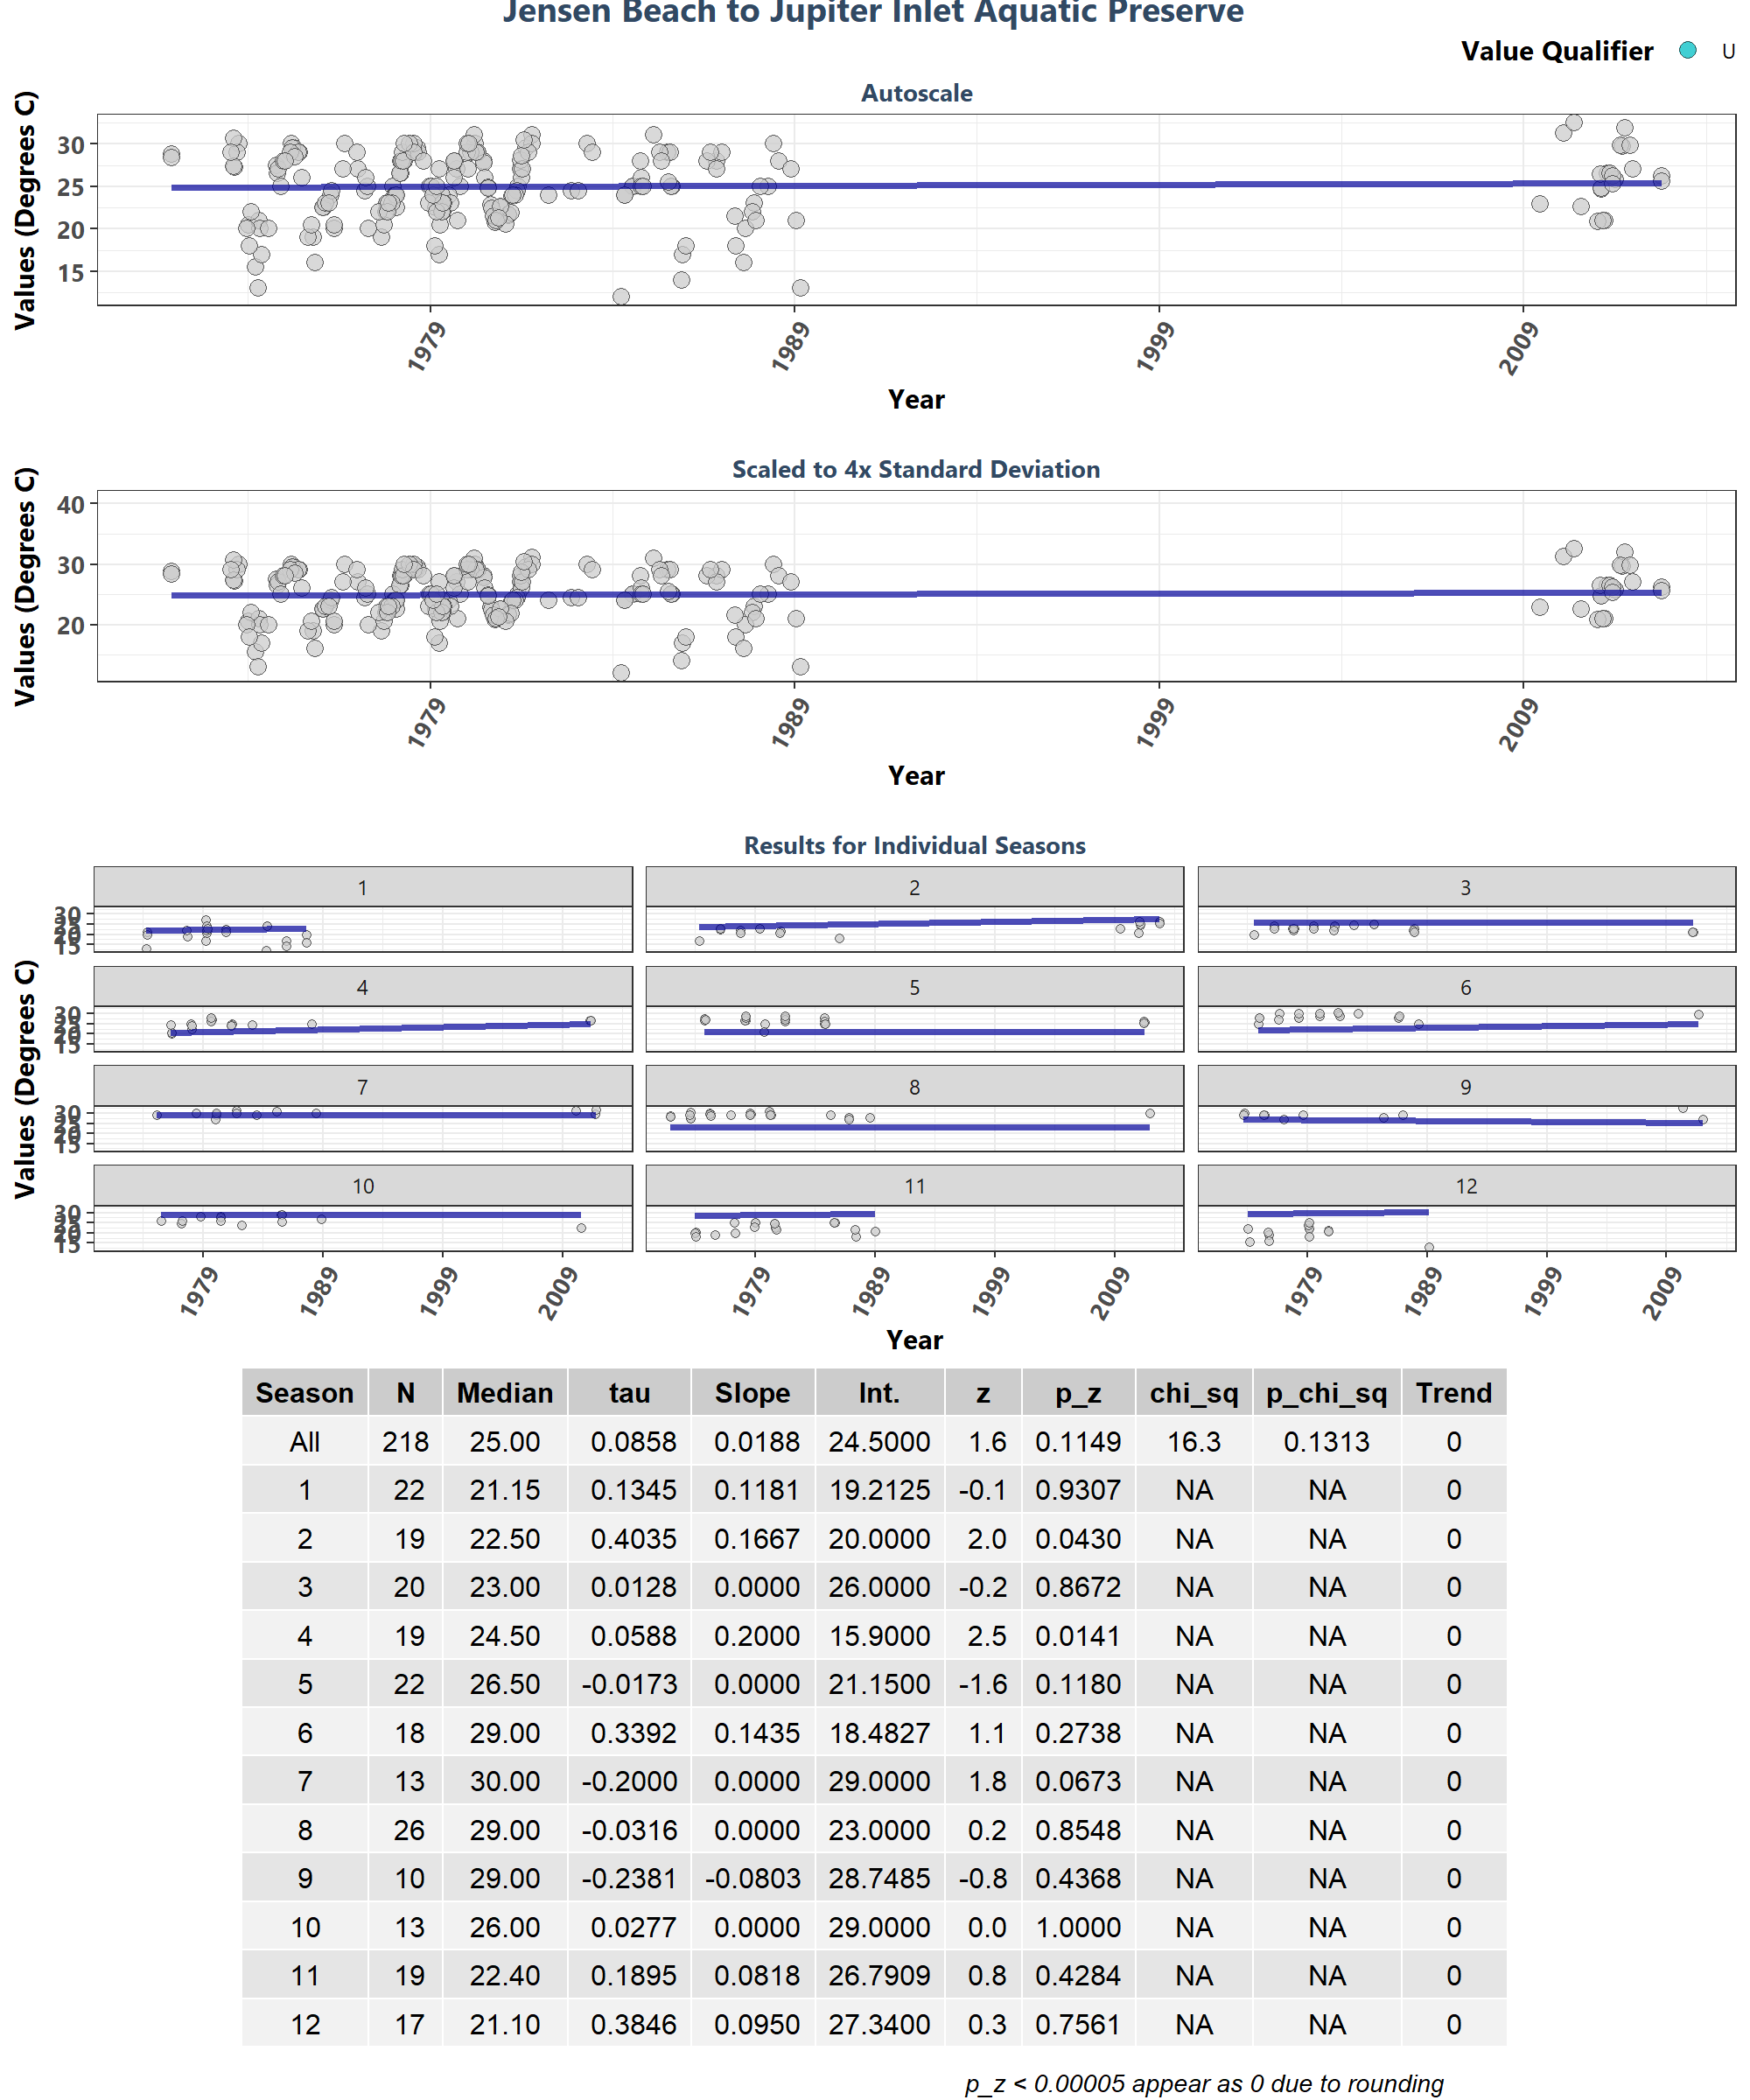 Jensen Beach to Jupiter Inlet Aquatic Preserve
Value Qualifier U
Autoscale
Values (Degrees C)
30
25
20
15
1979 1989 1999 2009
Year
Scaled to 4x Standard Deviation
Values (Degrees C)
40
30
20
1979 1989 1999 2009
Year
Results for Individual Seasons
Values (Degrees C)
1 2 3
30
25
20
15
4 5 6
30
25
20
15
7 8 9
30
25
20
15
10 11 12
30
25
20
15
1979 1989 1999 2009 1979 1989 1999 2009 1979 1989 1999 2009
Year
Season N Median tau Slope Int. z p_z chi_sq p_chi_sq Trend
All 218 25.00 0.0858 0.0188 24.5000 1.6 0.1149 16.3 0.1313 0
1 22 21.15 0.1345 0.1181 19.2125 -0.1 0.9307 NA NA 0
2 19 22.50 0.4035 0.1667 20.0000 2.0 0.0430 NA NA 0
3 20 23.00 0.0128 0.0000 26.0000 -0.2 0.8672 NA NA 0
4 19 24.50 0.0588 0.2000 15.9000 2.5 0.0141 NA NA 0
5 22 26.50 -0.0173 0.0000 21.1500 -1.6 0.1180 NA NA 0
6 18 29.00 0.3392 0.1435 18.4827 1.1 0.2738 NA NA 0
7 13 30.00 -0.2000 0.0000 29.0000 1.8 0.0673 NA NA 0
8 26 29.00 -0.0316 0.0000 23.0000 0.2 0.8548 NA NA 0
9 10 29.00 -0.2381 -0.0803 28.7485 -0.8 0.4368 NA NA 0
10 13 26.00 0.0277 0.0000 29.0000 0.0 1.0000 NA NA 0
11 19 22.40 0.1895 0.0818 26.7909 0.8 0.4284 NA NA 0
12 17 21.10 0.3846 0.0950 27.3400 0.3 0.7561 NA NA 0
p_z < 0.00005 appear as 0 due to rounding